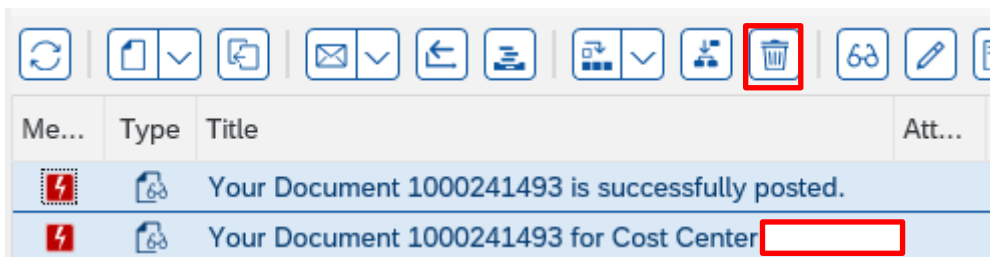 Me... Type Title Att...
Your Document 1000241493 is successfully posted.
Your Document 1000241493 for Cost Center